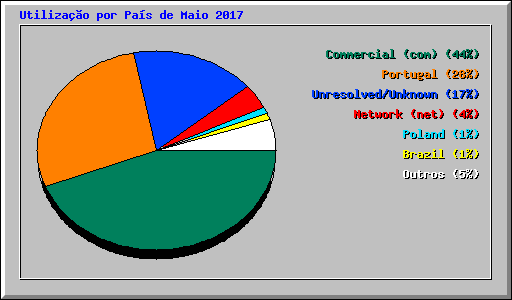 Utilização por País de Maio 2017
Commercial (com) (44%)
Portugal (28%)
Unresolved/Unknown (17%)
Network (net) (4%)
Poland (1%)
Brazil (1%)
Outros (5%)